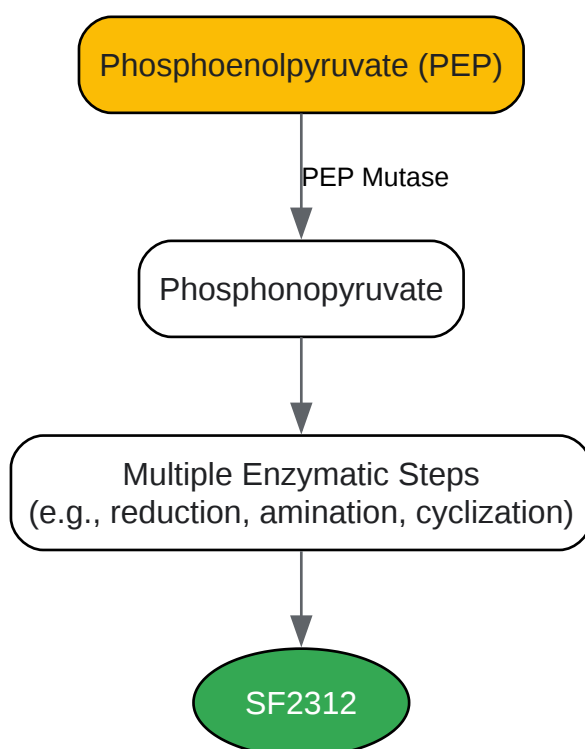 Phosphoenolpyruvate (PEP)
PEP Mutase
Phosphonopyruvate
Multiple Enzymatic Steps
(e.g., reduction, amination, cyclization)
SF2312